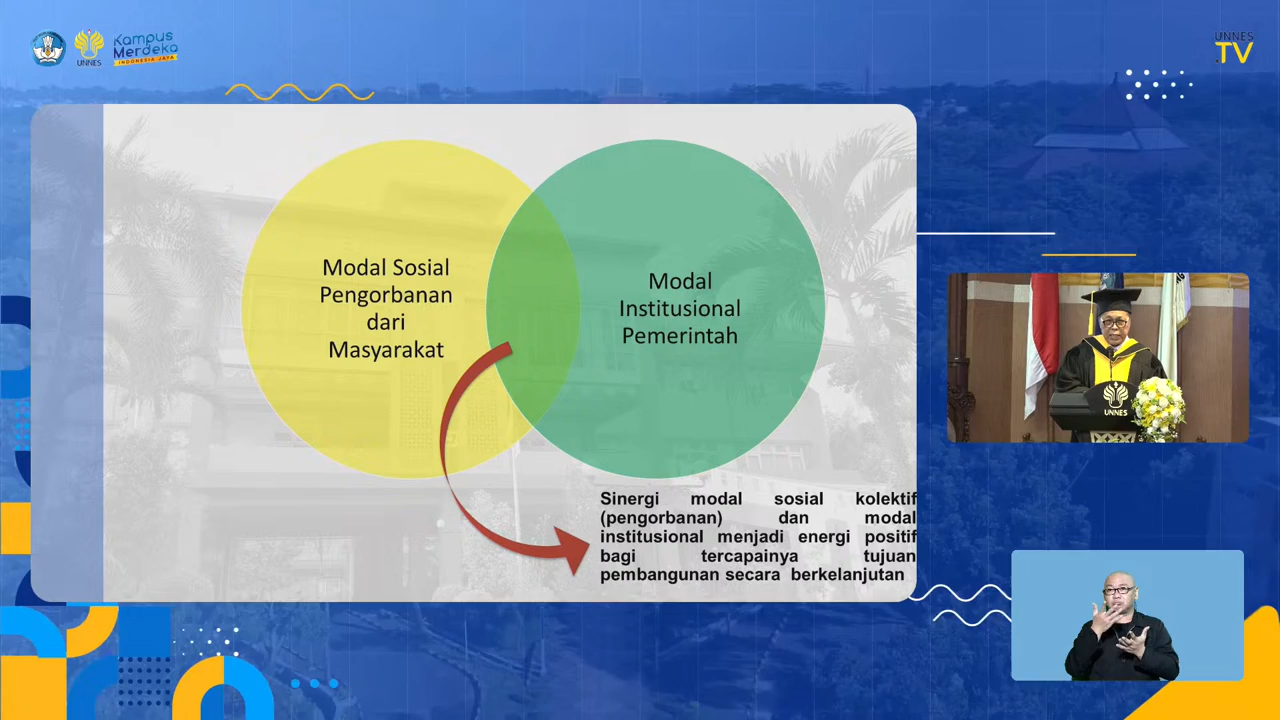 UNNES
Kampus
Merdeka
INDONESIA JAYA
UNNES
TV
Modal Sosial
Pengorbanan
dari
Masyarakat
Modal
Institusional
Pemerintah
Sinergi modal sosial kolektif
(pengorbanan) dan modal
institusional menjadi energi positif
bagi tercapainya tujuan
pembangunan secara berkelanjutan
UNNES